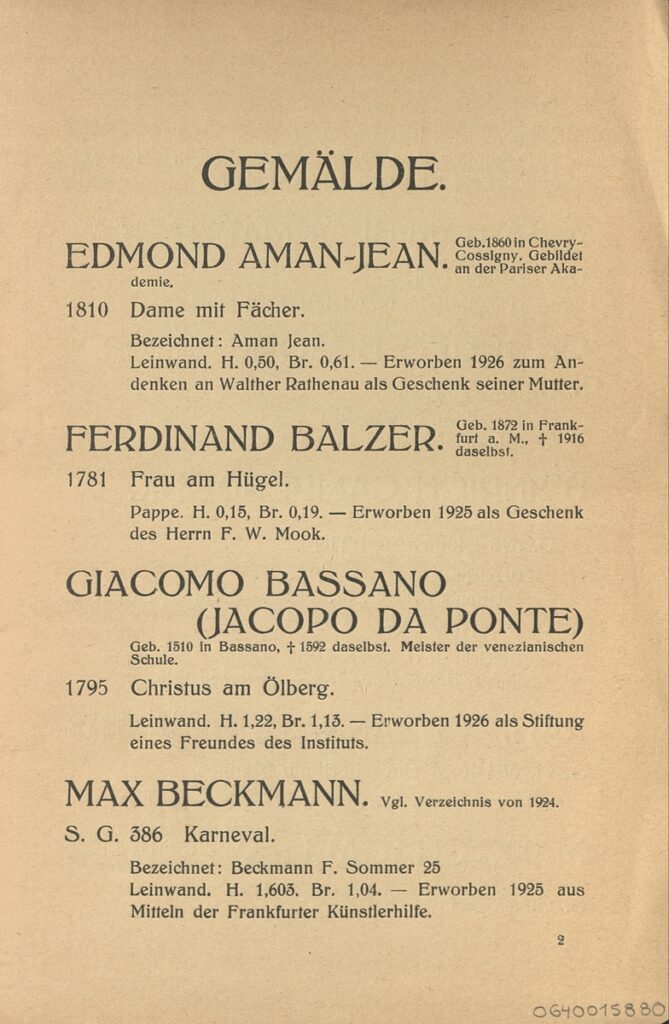 GEMÄLDE.
EDMOND AMAN-JEAN. Geb. 1860 in Chevry-
Cossigny. Gebildet
an der Pariser Aka-
demie.
1810 Dame mit Fächer.
Bezeichnet: Aman Jean.
Leinwand. H. 0,50, Br. 0,61. — Erworben 1926 zum An-
denken an Walther Rathenau als Geschenk seiner Mutter.
FERDINAND BALZER. Geb. 1872 in Frank-
furt a. M., † 1916
daselbst.
1781 Frau am Hügel.
Pappe. H. 0,15, Br. 0,19. — Erworben 1925 als Geschenk
des Herrn F. W. Mook.
GIACOMO BASSANO
(JACOPO DA PONTE)
Geb. 1510 in Bassano, † 1592 daselbst. Meister der venezianischen
Schule.
1795 Christus am Ölberg.
Leinwand. H. 1,22, Br. 1,13. — Erworben 1926 als Stiftung
eines Freundes des Instituts.
MAX BECKMANN. Vgl. Verzeichnis von 1924.
S. G. 386 Karneval.
Bezeichnet: Beckmann F. Sommer 25
Leinwand. H. 1,603, Br. 1,04. — Erworben 1925 aus
Mitteln der Frankfurter Künstlerhilfe.
2
0640015880